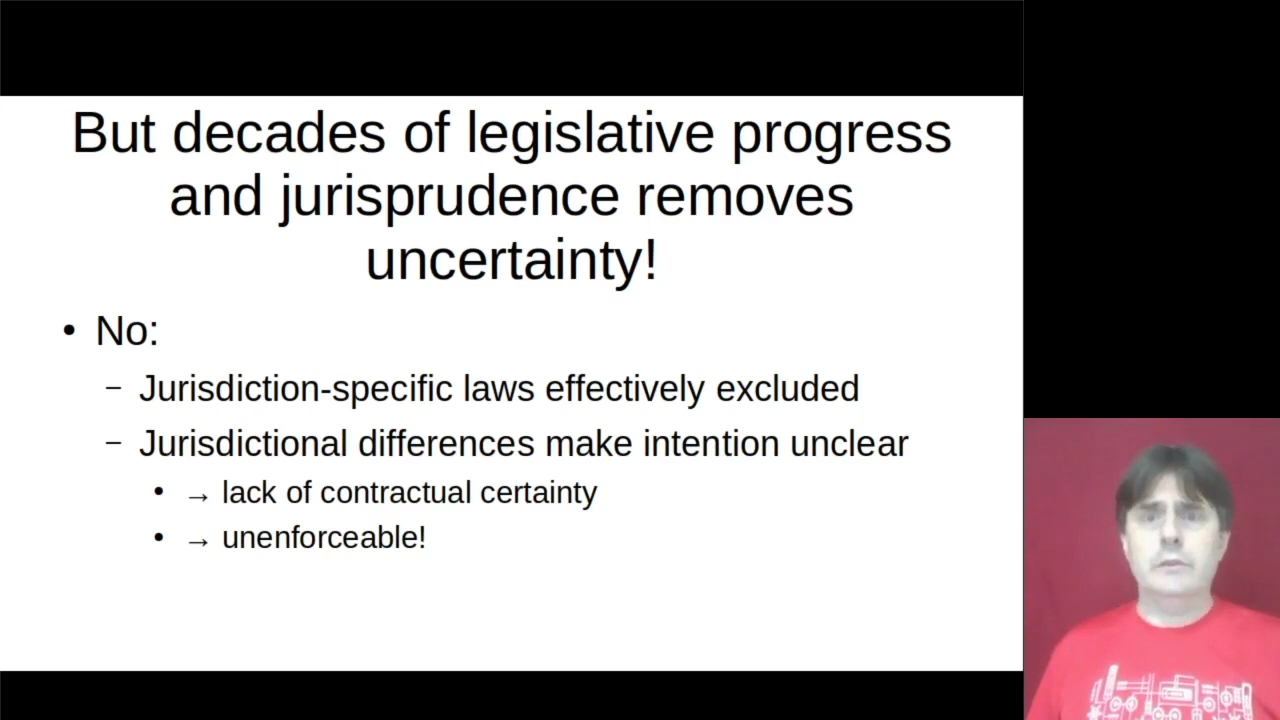 But decades of legislative progress
and jurisprudence removes
uncertainty!
• No:
– Jurisdiction-specific laws effectively excluded
– Jurisdictional differences make intention unclear
• → lack of contractual certainty
• → unenforceable!